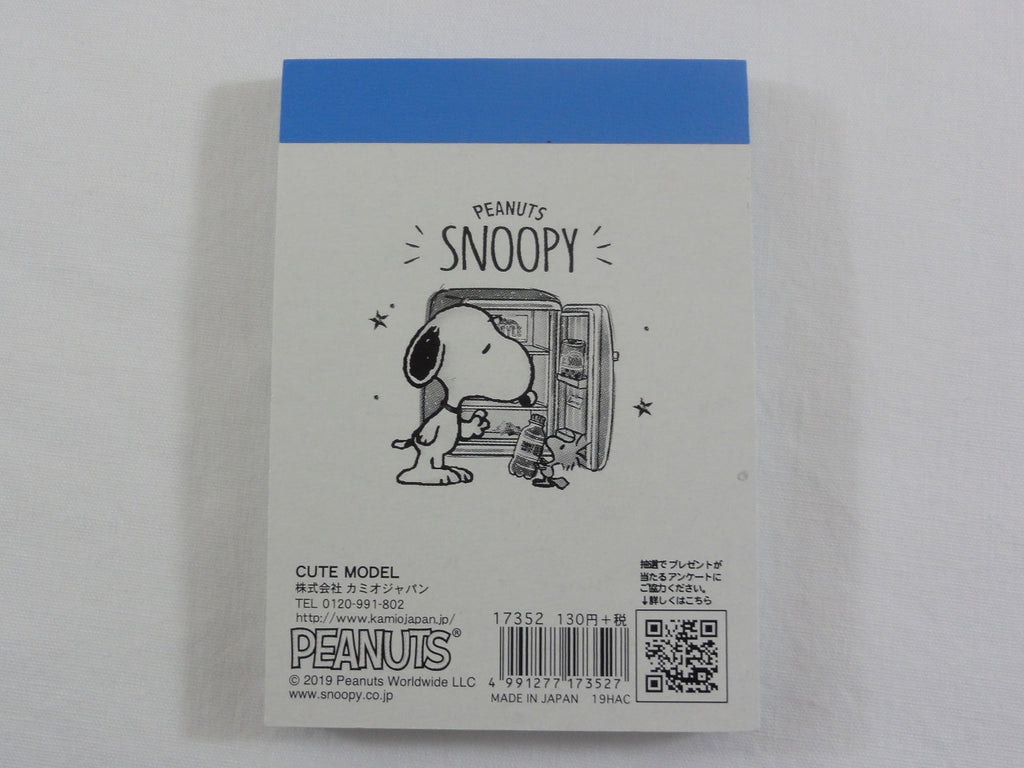 PEANUTS
SNOOPY
SODA
CUTE MODEL
株式会社 カミオジャパン
TEL 0120-991-802
http://www.kamiojapan.jp/
PEANUTS®
© 2019 Peanuts Worldwide LLC
www.snoopy.co.jp
17352 130円+税
4 991277 173527
MADE IN JAPAN 19HAC
抽選でプレゼントが
当たるアンケートに
ご協力ください。
↓詳しくはこちら